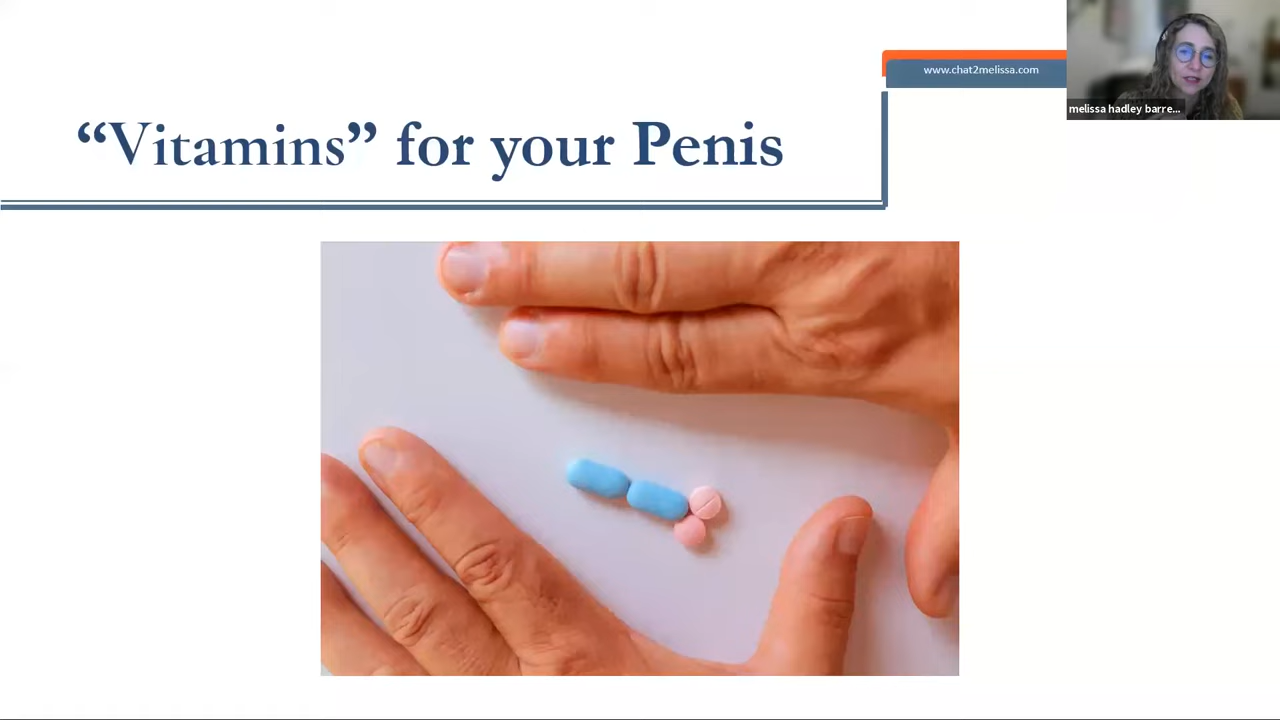 www.chat2melissa.com
melissa hadley barre...
“Vitamins” for your Penis